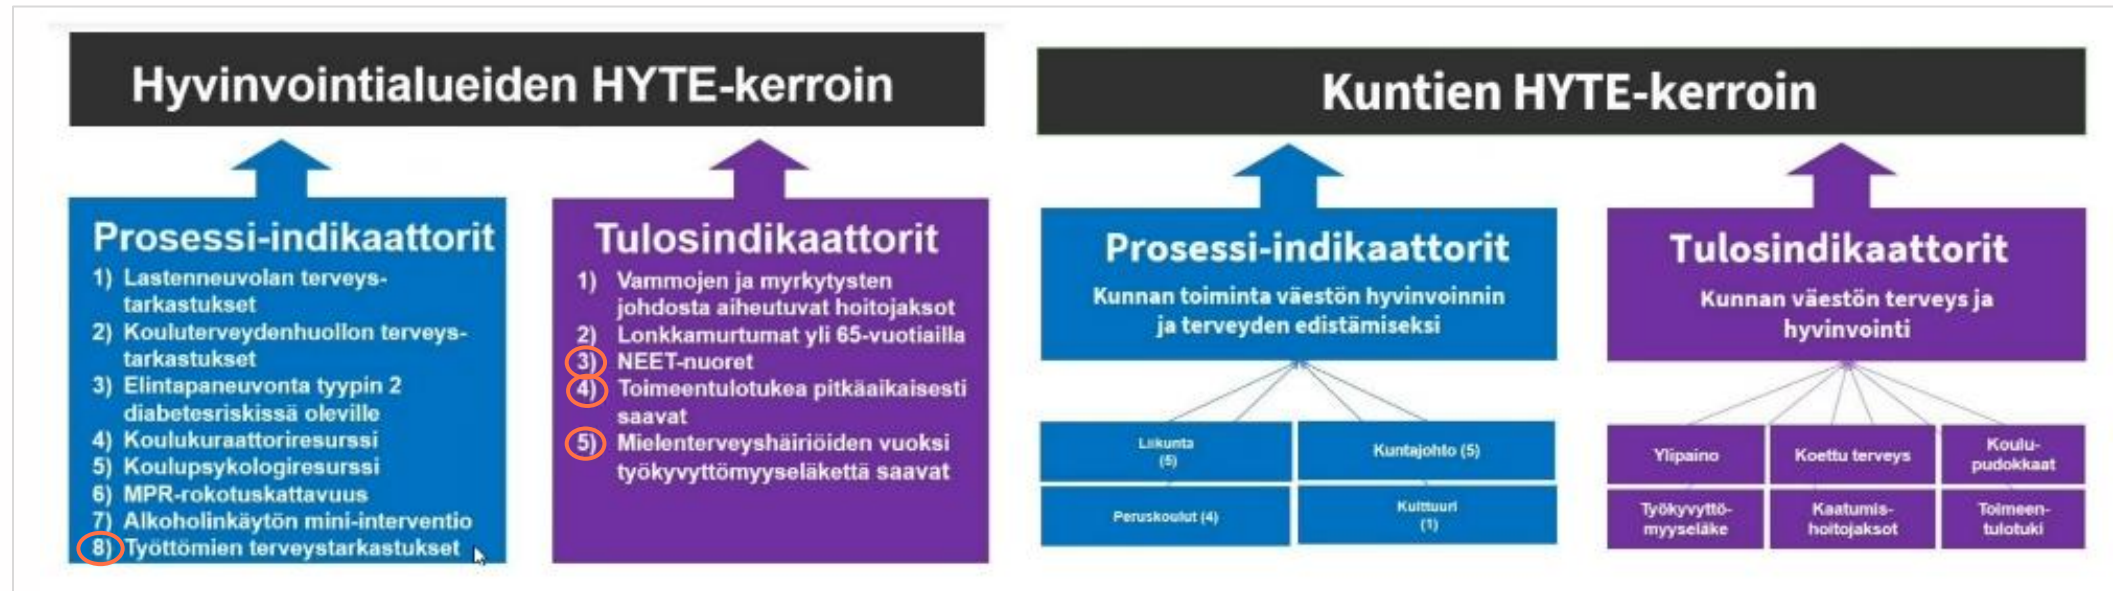 Hyvinvointialueiden HYTE-kerroin
Prosessi-indikaattorit
1) Lastenneuvolan terveys-
tarkastukset
2) Kouluterveydenhuollon terveys-
tarkastukset
3) Elintapaneuvonta tyypin 2
diabetesriskissä oleville
4) Koulukuraattoriresurssi
5) Koulupsykologiresurssi
6) MPR-rokotuskattavuus
7) Alkoholinkäytön mini-interventio
8) Työttömien terveystarkastukset
Tulosindikaattorit
1) Vammojen ja myrkytysten
johdosta aiheutuvat hoitojaksot
2) Lonkkamurtumat yli 65-vuotiailla
3) NEET-nuoret
4) Toimeentulotukea pitkäaikaisesti
saavat
5) Mielenterveyshäiriöiden vuoksi
työkyvyttömyyseläkettä saavat
Kuntien HYTE-kerroin
Prosessi-indikaattorit
Kunnan toiminta väestön hyvinvoinnin
ja terveyden edistämiseksi
Liikunta
(5)
Kuntajohto (5)
Peruskoulut (4)
Kulttuuri
(1)
Tulosindikaattorit
Kunnan väestön terveys ja
hyvinvointi
Ylipaino
Koettu terveys
Koulu-
pudokkaat
Työkyvyttö-
myyseläke
Kaatumis-
hoitojaksot
Toimeen-
tulotuki